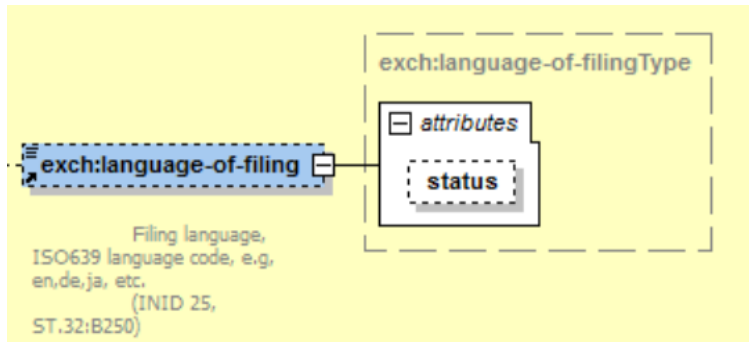 exch:language-of-filingType
attributes
exch:language-of-filing
status
Filing language,
ISO639 language code, e.g,
en,de,ja, etc.
(INID 25,
ST.32:B250)